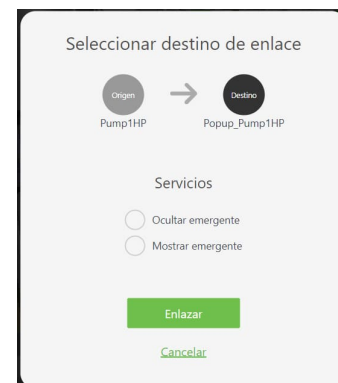 Seleccionar destino de enlace
Origen
Destino
Pump1HP
Popup_Pump1HP
Servicios
Ocultar emergente
Mostrar emergente
Enlazar
Cancelar